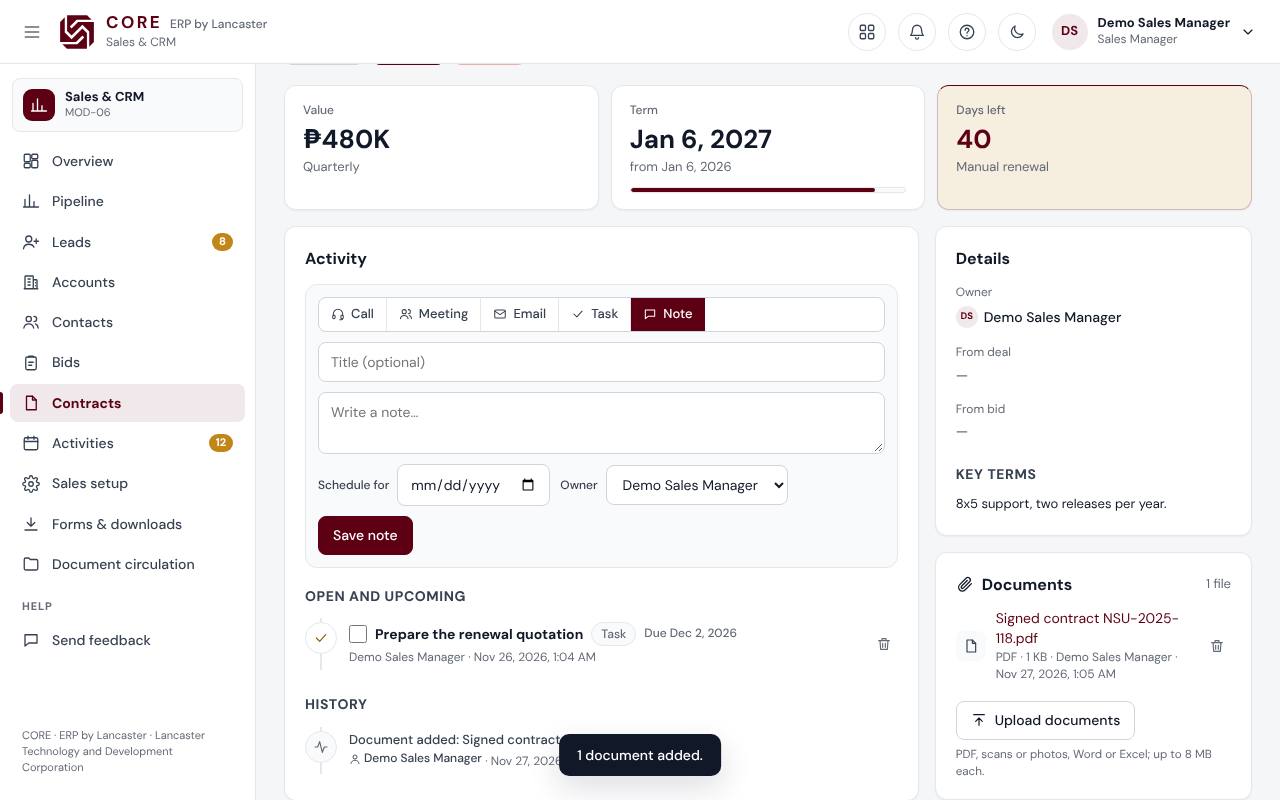 CORE ERP by Lancaster
Sales & CRM
DS
Demo Sales Manager
Sales Manager
Sales & CRM
MOD-06
Overview
Pipeline
Leads 8
Accounts
Contacts
Bids
Contracts
Activities 12
Sales setup
Forms & downloads
Document circulation
HELP
Send feedback
CORE · ERP by Lancaster · Lancaster
Technology and Development
Corporation
Value
₱480K
Quarterly
Term
Jan 6, 2027
from Jan 6, 2026
Days left
40
Manual renewal
Activity
Call Meeting Email Task Note
Title (optional)
Write a note…
Schedule for mm/dd/yyyy Owner Demo Sales Manager
Save note
OPEN AND UPCOMING
Prepare the renewal quotation Task Due Dec 2, 2026
Demo Sales Manager · Nov 26, 2026, 1:04 AM
HISTORY
Document added: Signed contract
Demo Sales Manager · Nov 27, 2026
1 document added.
Details
Owner
DS Demo Sales Manager
From deal
—
From bid
—
KEY TERMS
8x5 support, two releases per year.
Documents 1 file
Signed contract NSU-2025-
118.pdf
PDF · 1 KB · Demo Sales Manager ·
Nov 27, 2026, 1:05 AM
Upload documents
PDF, scans or photos, Word or Excel; up to 8 MB
each.